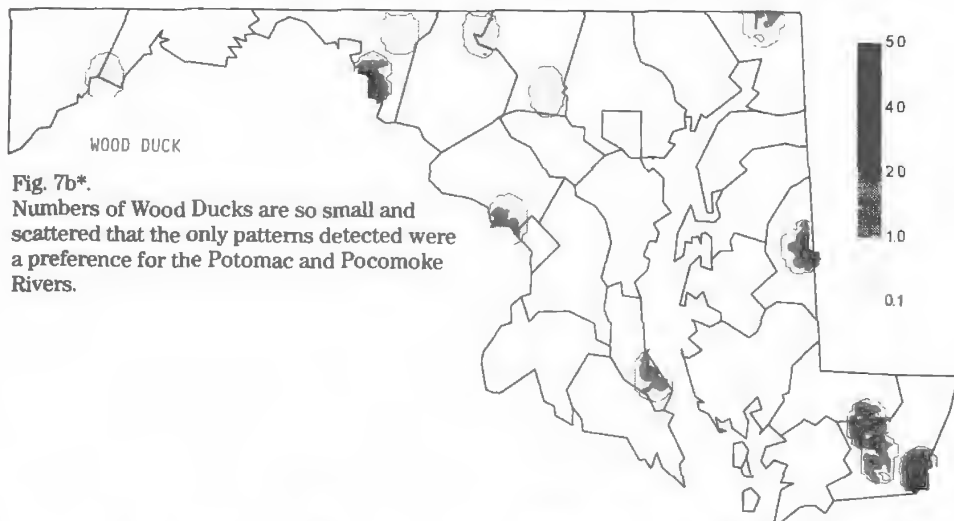 WOOD DUCK
Fig. 7b*.
Numbers of Wood Ducks are so small and
scattered that the only patterns detected were
a preference for the Potomac and Pocomoke
Rivers.
50
40
20
1.0
0.1